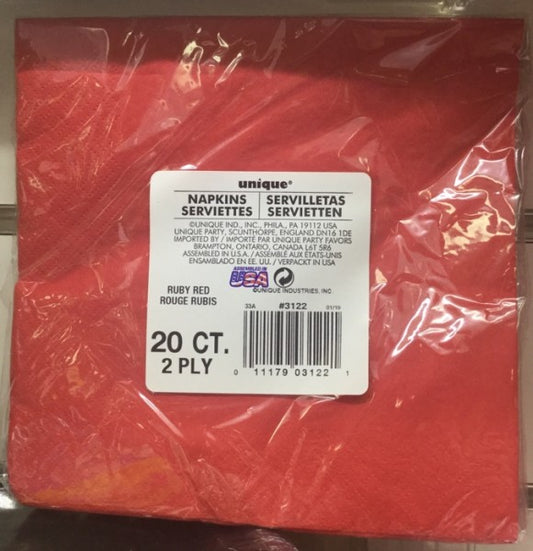 unique®
NAPKINS SERVILLETAS
SERVIETTES SERVIETTEN
©UNIQUE IND., INC., PHILA., PA 19112 USA
UNIQUE PARTY, SCUNTHORPE, ENGLAND DN16 1DE
IMPORTED BY / IMPORTÉ PAR UNIQUE PARTY FAVORS
BRAMPTON, ONTARIO, CANADA L6T 5R6
ASSEMBLED IN U.S.A. / ASSEMBLÉ AUX ÉTATS-UNIS
ENSAMBLADO EN EE. UU. / VERPACKT IN USA
ASSEMBLED IN
USA
©UNIQUE INDUSTRIES, INC.
RUBY RED
ROUGE RUBIS
33A #3122 01/19
20 CT.
2 PLY
0 11179 03122 1